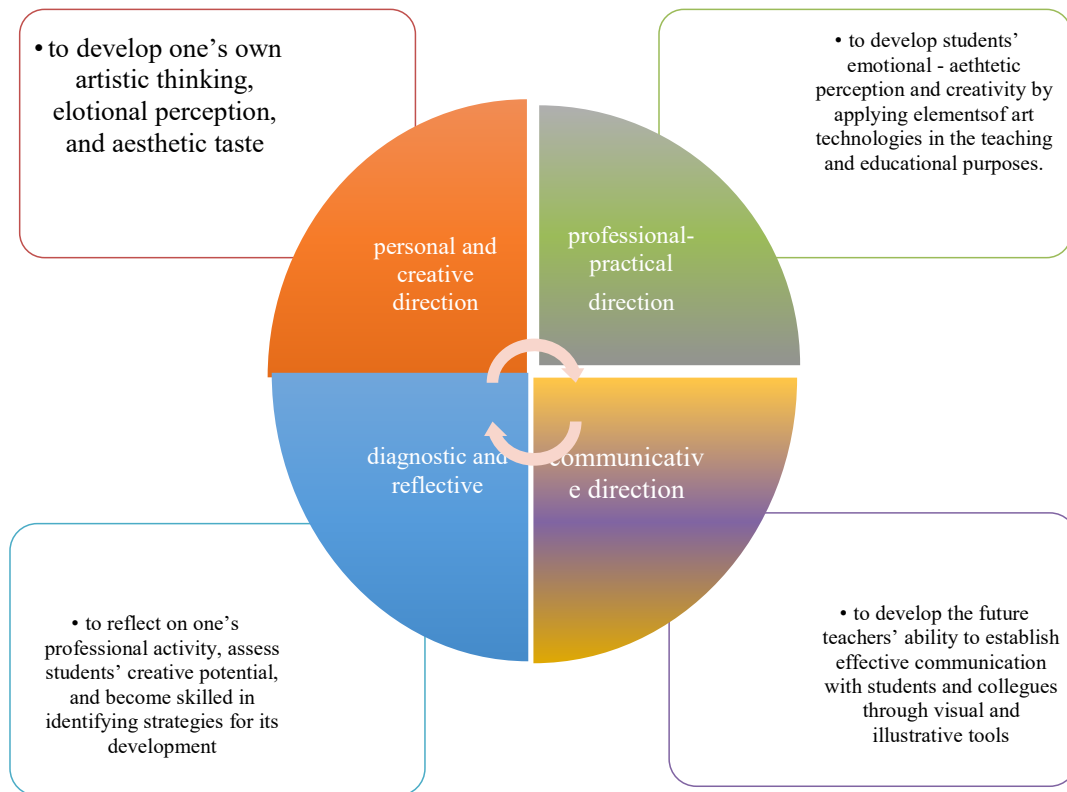 • to develop one’s own
artistic thinking,
elotional perception,
and aesthetic taste
• to develop students’
emotional - aethtetic
perception and creativity by
applying elementsof art
technologies in the teaching
and educational purposes.
personal and
creative
direction
professional-
practical
direction
diagnostic and
reflective
communicativ
e direction
• to reflect on one’s
professional activity, assess
students’ creative potential,
and become skilled in
identifying strategies for its
development
• to develop the future
teachers’ ability to establish
effective communication
with students and collegues
through visual and
illustrative tools